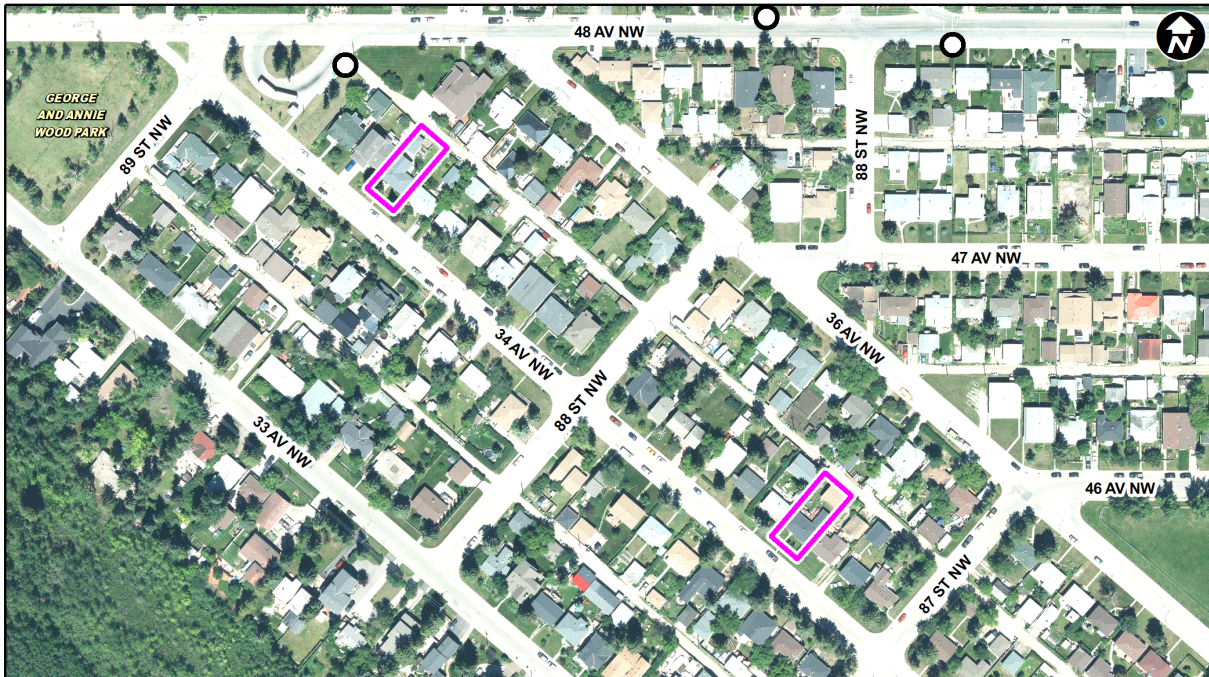 48 AV NW
N
GEORGE
AND ANNIE
WOOD PARK
89 ST NW
88 ST NW
47 AV NW
36 AV NW
34 AV NW
88 ST NW
33 AV NW
46 AV NW
87 ST NW